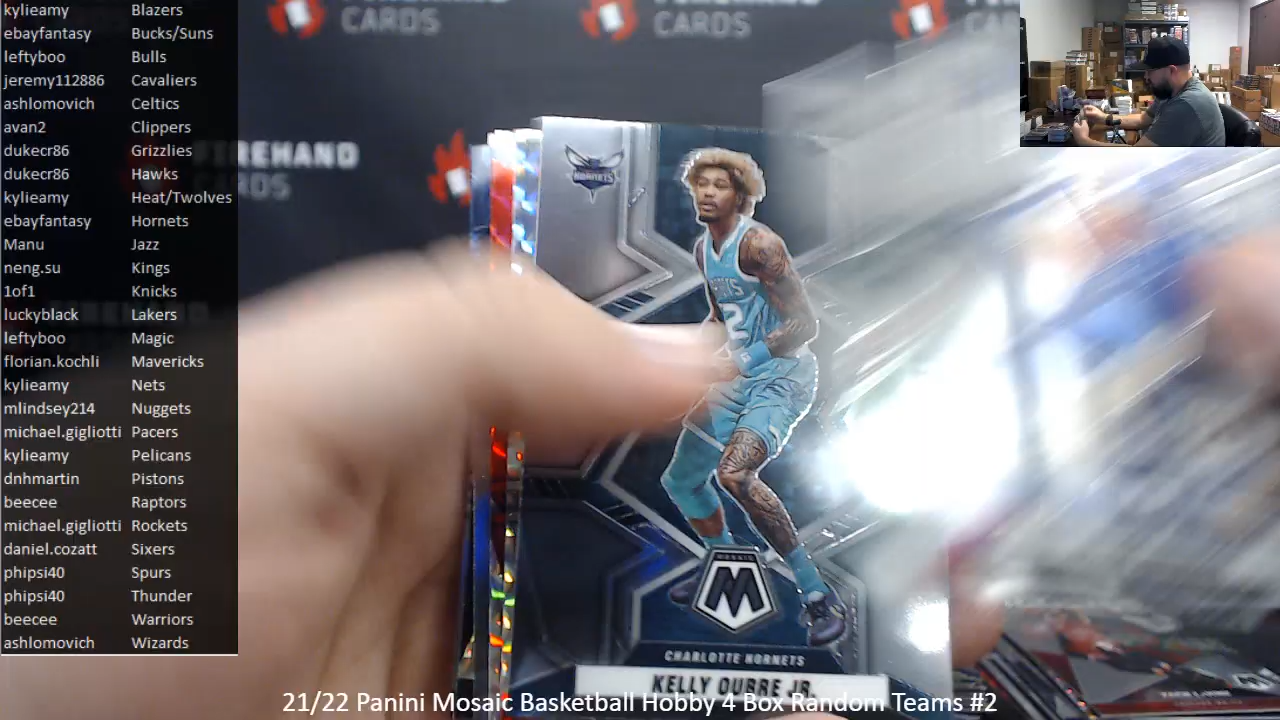 kylieamy Blazers
ebayfantasy Bucks/Suns
leftyboo Bulls
jeremy112886 Cavaliers
ashlomovich Celtics
avan2 Clippers
dukecr86 Grizzlies
dukecr86 Hawks
kylieamy Heat/Twolves
ebayfantasy Hornets
Manu Jazz
neng.su Kings
1of1 Knicks
luckyblack Lakers
leftyboo Magic
florian.kochli Mavericks
kylieamy Nets
mlindsey214 Nuggets
michael.gigliotti Pacers
kylieamy Pelicans
dnhmartin Pistons
beecee Raptors
michael.gigliotti Rockets
daniel.cozatt Sixers
phipsi40 Spurs
phipsi40 Thunder
beecee Warriors
ashlomovich Wizards
CARDS
CARDS
FIREHAND
CARDS
HORNETS
2
MOSAIC
M
CHARLOTTE HORNETS
KELLY OUBRE JR.
21/22 Panini Mosaic Basketball Hobby 4 Box Random Teams #2